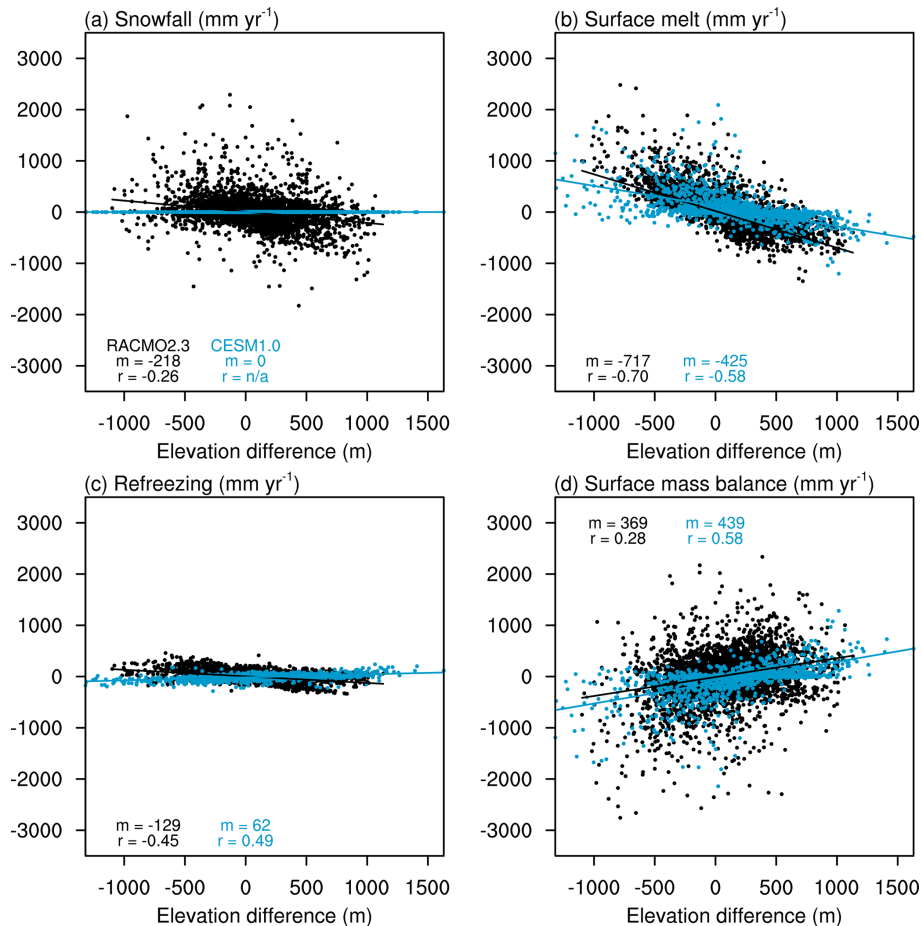 (a) Snowfall (mm yr-1)
3000
2000
1000
0
-1000
-2000
-3000
RACMO2.3 CESM1.0
m = -218 m = 0
r = -0.26 r = n/a
-1000 -500 0 500 1000 1500
Elevation difference (m)
(b) Surface melt (mm yr-1)
3000
2000
1000
0
-1000
-2000
-3000
m = -717 m = -425
r = -0.70 r = -0.58
-1000 -500 0 500 1000 1500
Elevation difference (m)
(c) Refreezing (mm yr-1)
3000
2000
1000
0
-1000
-2000
-3000
m = -129 m = 62
r = -0.45 r = 0.49
-1000 -500 0 500 1000 1500
Elevation difference (m)
(d) Surface mass balance (mm yr-1)
m = 369 m = 439
r = 0.28 r = 0.58
3000
2000
1000
0
-1000
-2000
-3000
-1000 -500 0 500 1000 1500
Elevation difference (m)